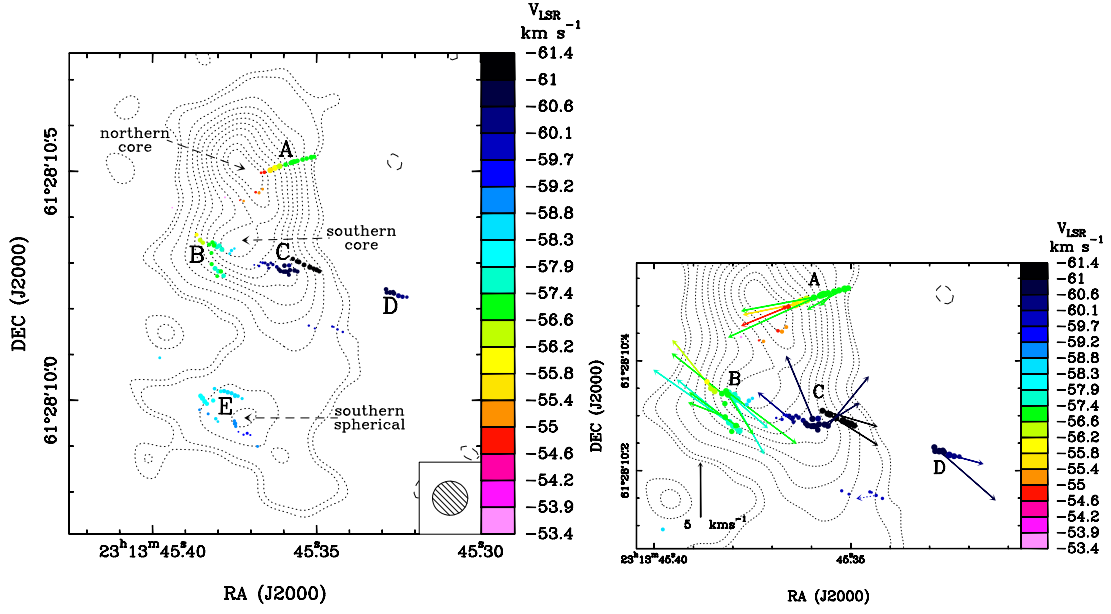 V_LSR
km s⁻¹
-61.4
-61
-60.6
-60.1
-59.7
-59.2
-58.8
-58.3
-57.9
-57.4
-56.6
-56.2
-55.8
-55.4
-55
-54.6
-54.2
-53.9
-53.4
northern
core
A
southern
core
B
C
D
E
southern
spherical
DEC (J2000)
61°28'10."5
61°28'10."0
23ʰ13ᵐ45ˢ.40
45ˢ.35
45ˢ.30
RA (J2000)
V_LSR
km s⁻¹
-61.4
-61
-60.6
-60.1
-59.7
-59.2
-58.8
-58.3
-57.9
-57.4
-56.6
-56.2
-55.8
-55.4
-55
-54.6
-54.2
-53.9
-53.4
A
B
C
D
5 kms⁻¹
DEC (J2000)
61°28'10."4
61°28'10."2
23ʰ13ᵐ45ˢ.40
45ˢ.36
RA (J2000)